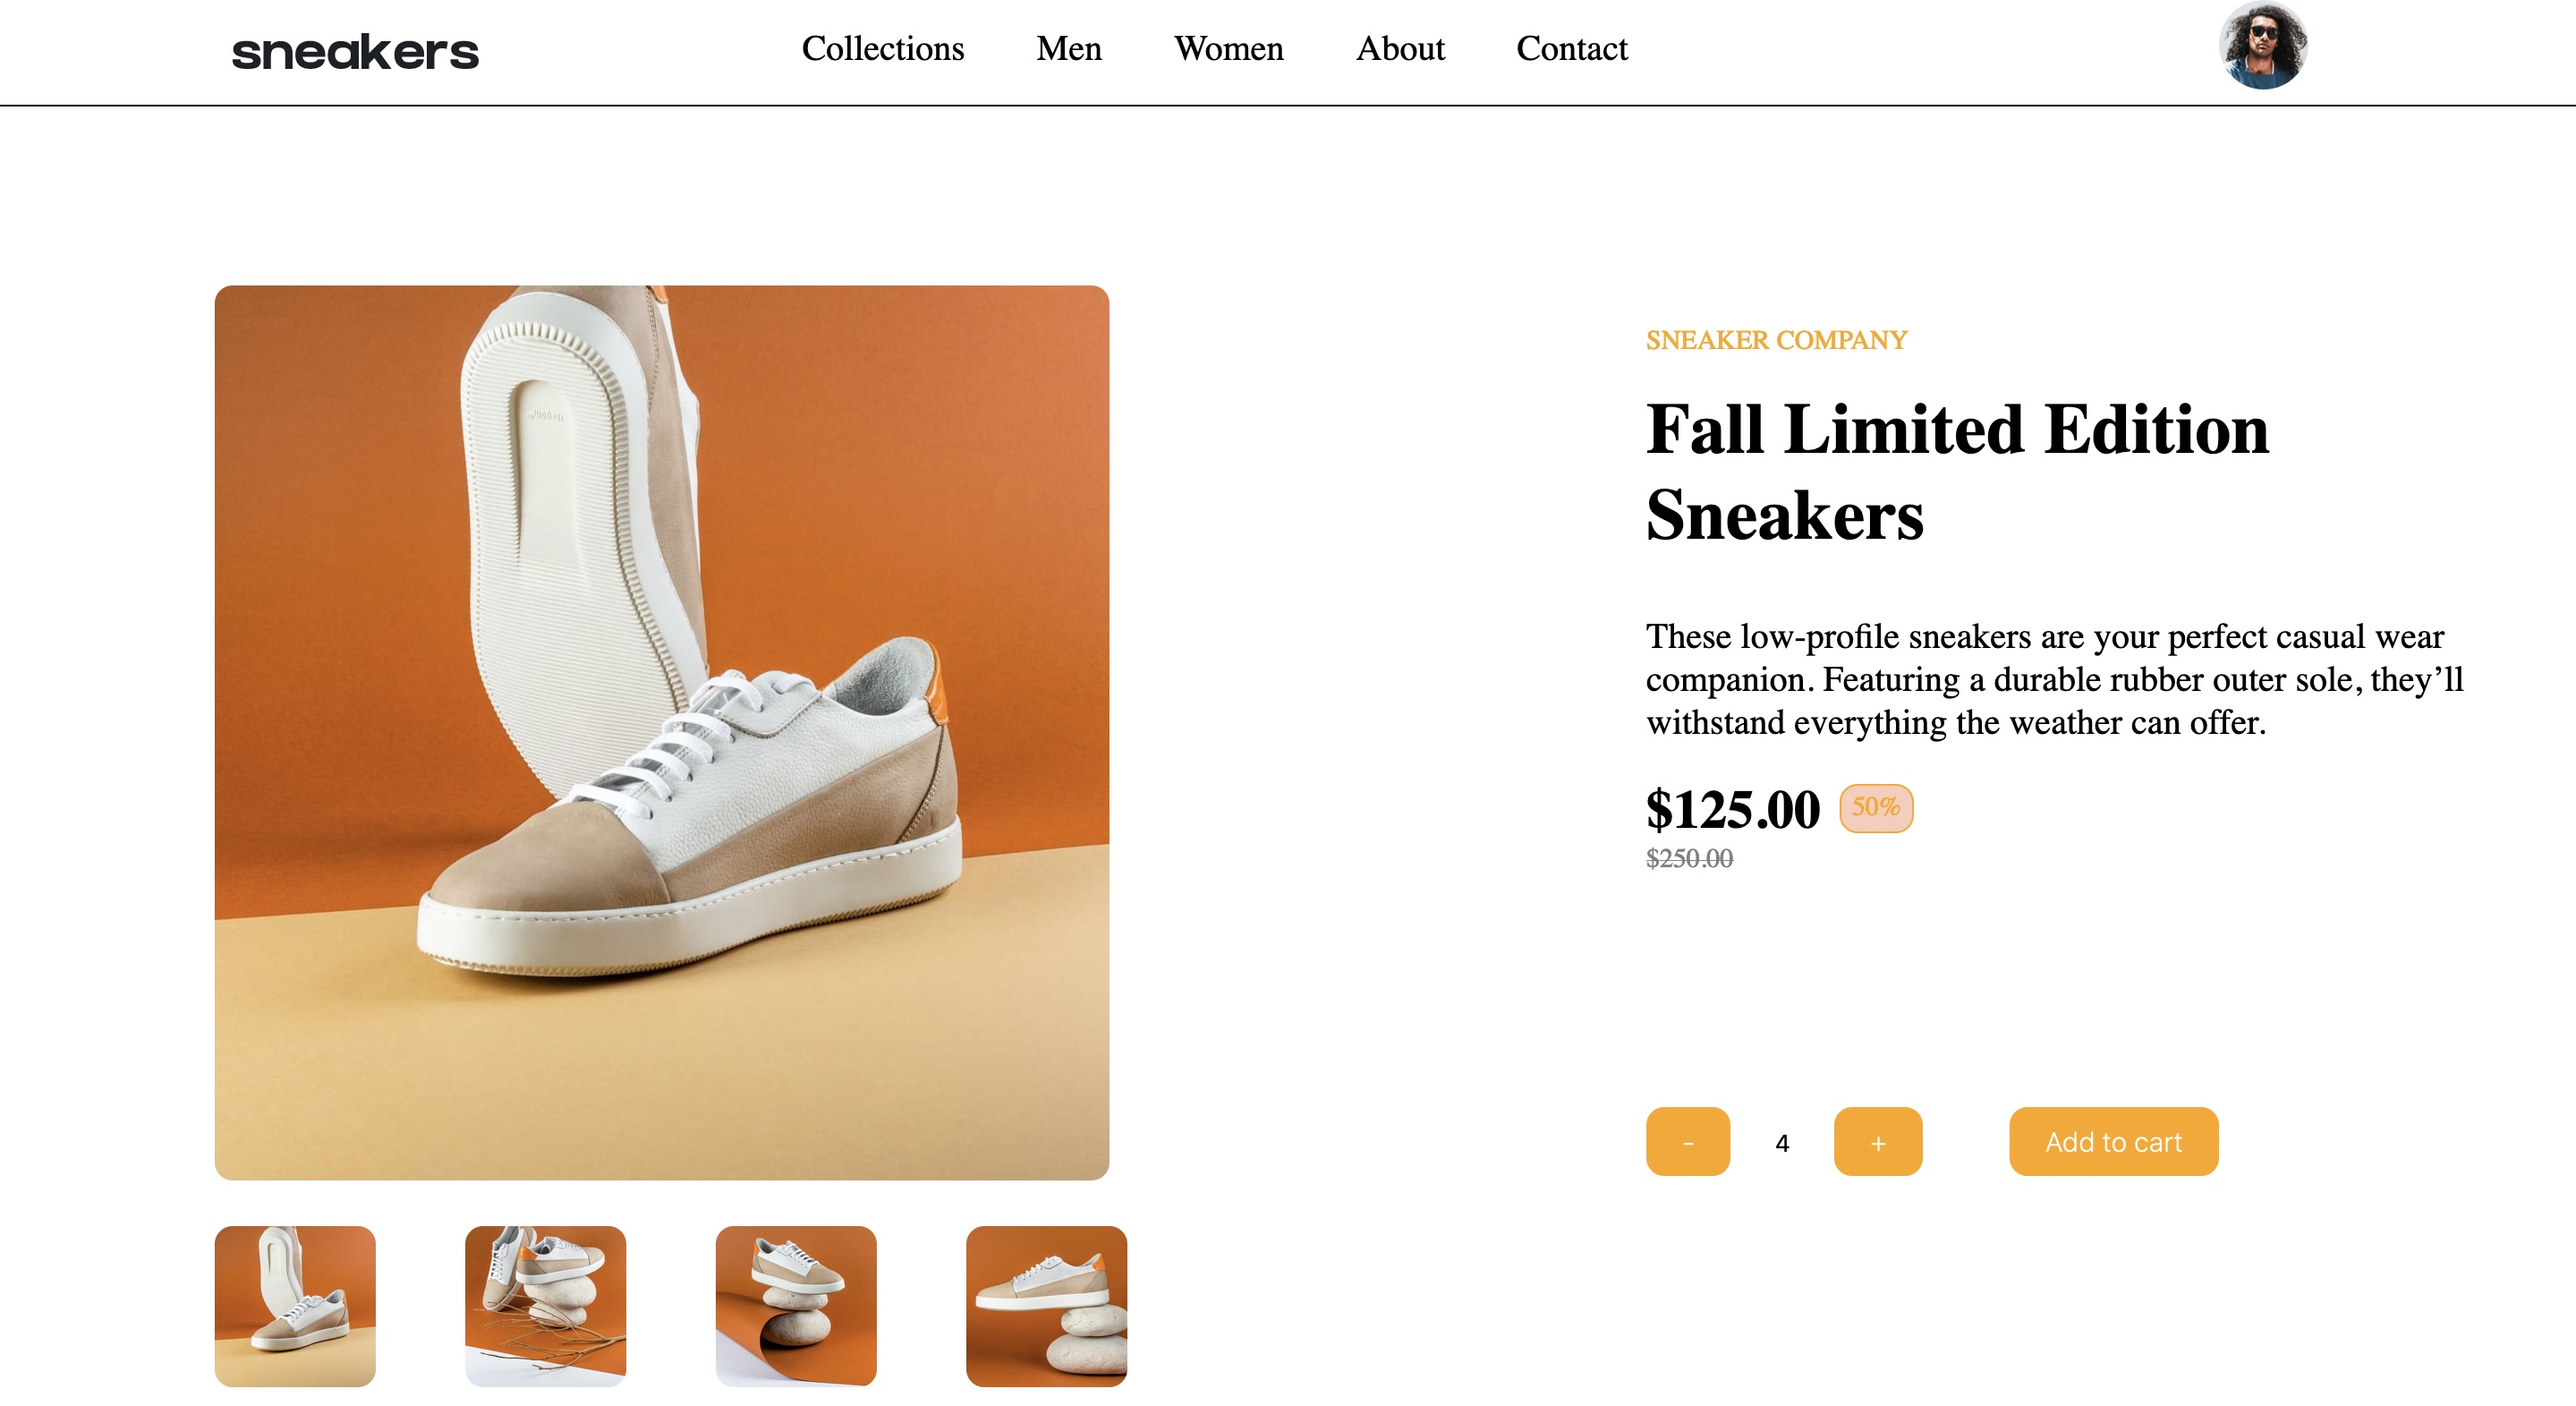 sneakers
Collections Men Women About Contact
SNEAKER COMPANY
Fall Limited Edition
Sneakers
These low-profile sneakers are your perfect casual wear
companion. Featuring a durable rubber outer sole, they’ll
withstand everything the weather can offer.
$125.00 50%
$250.00
- 4 + Add to cart